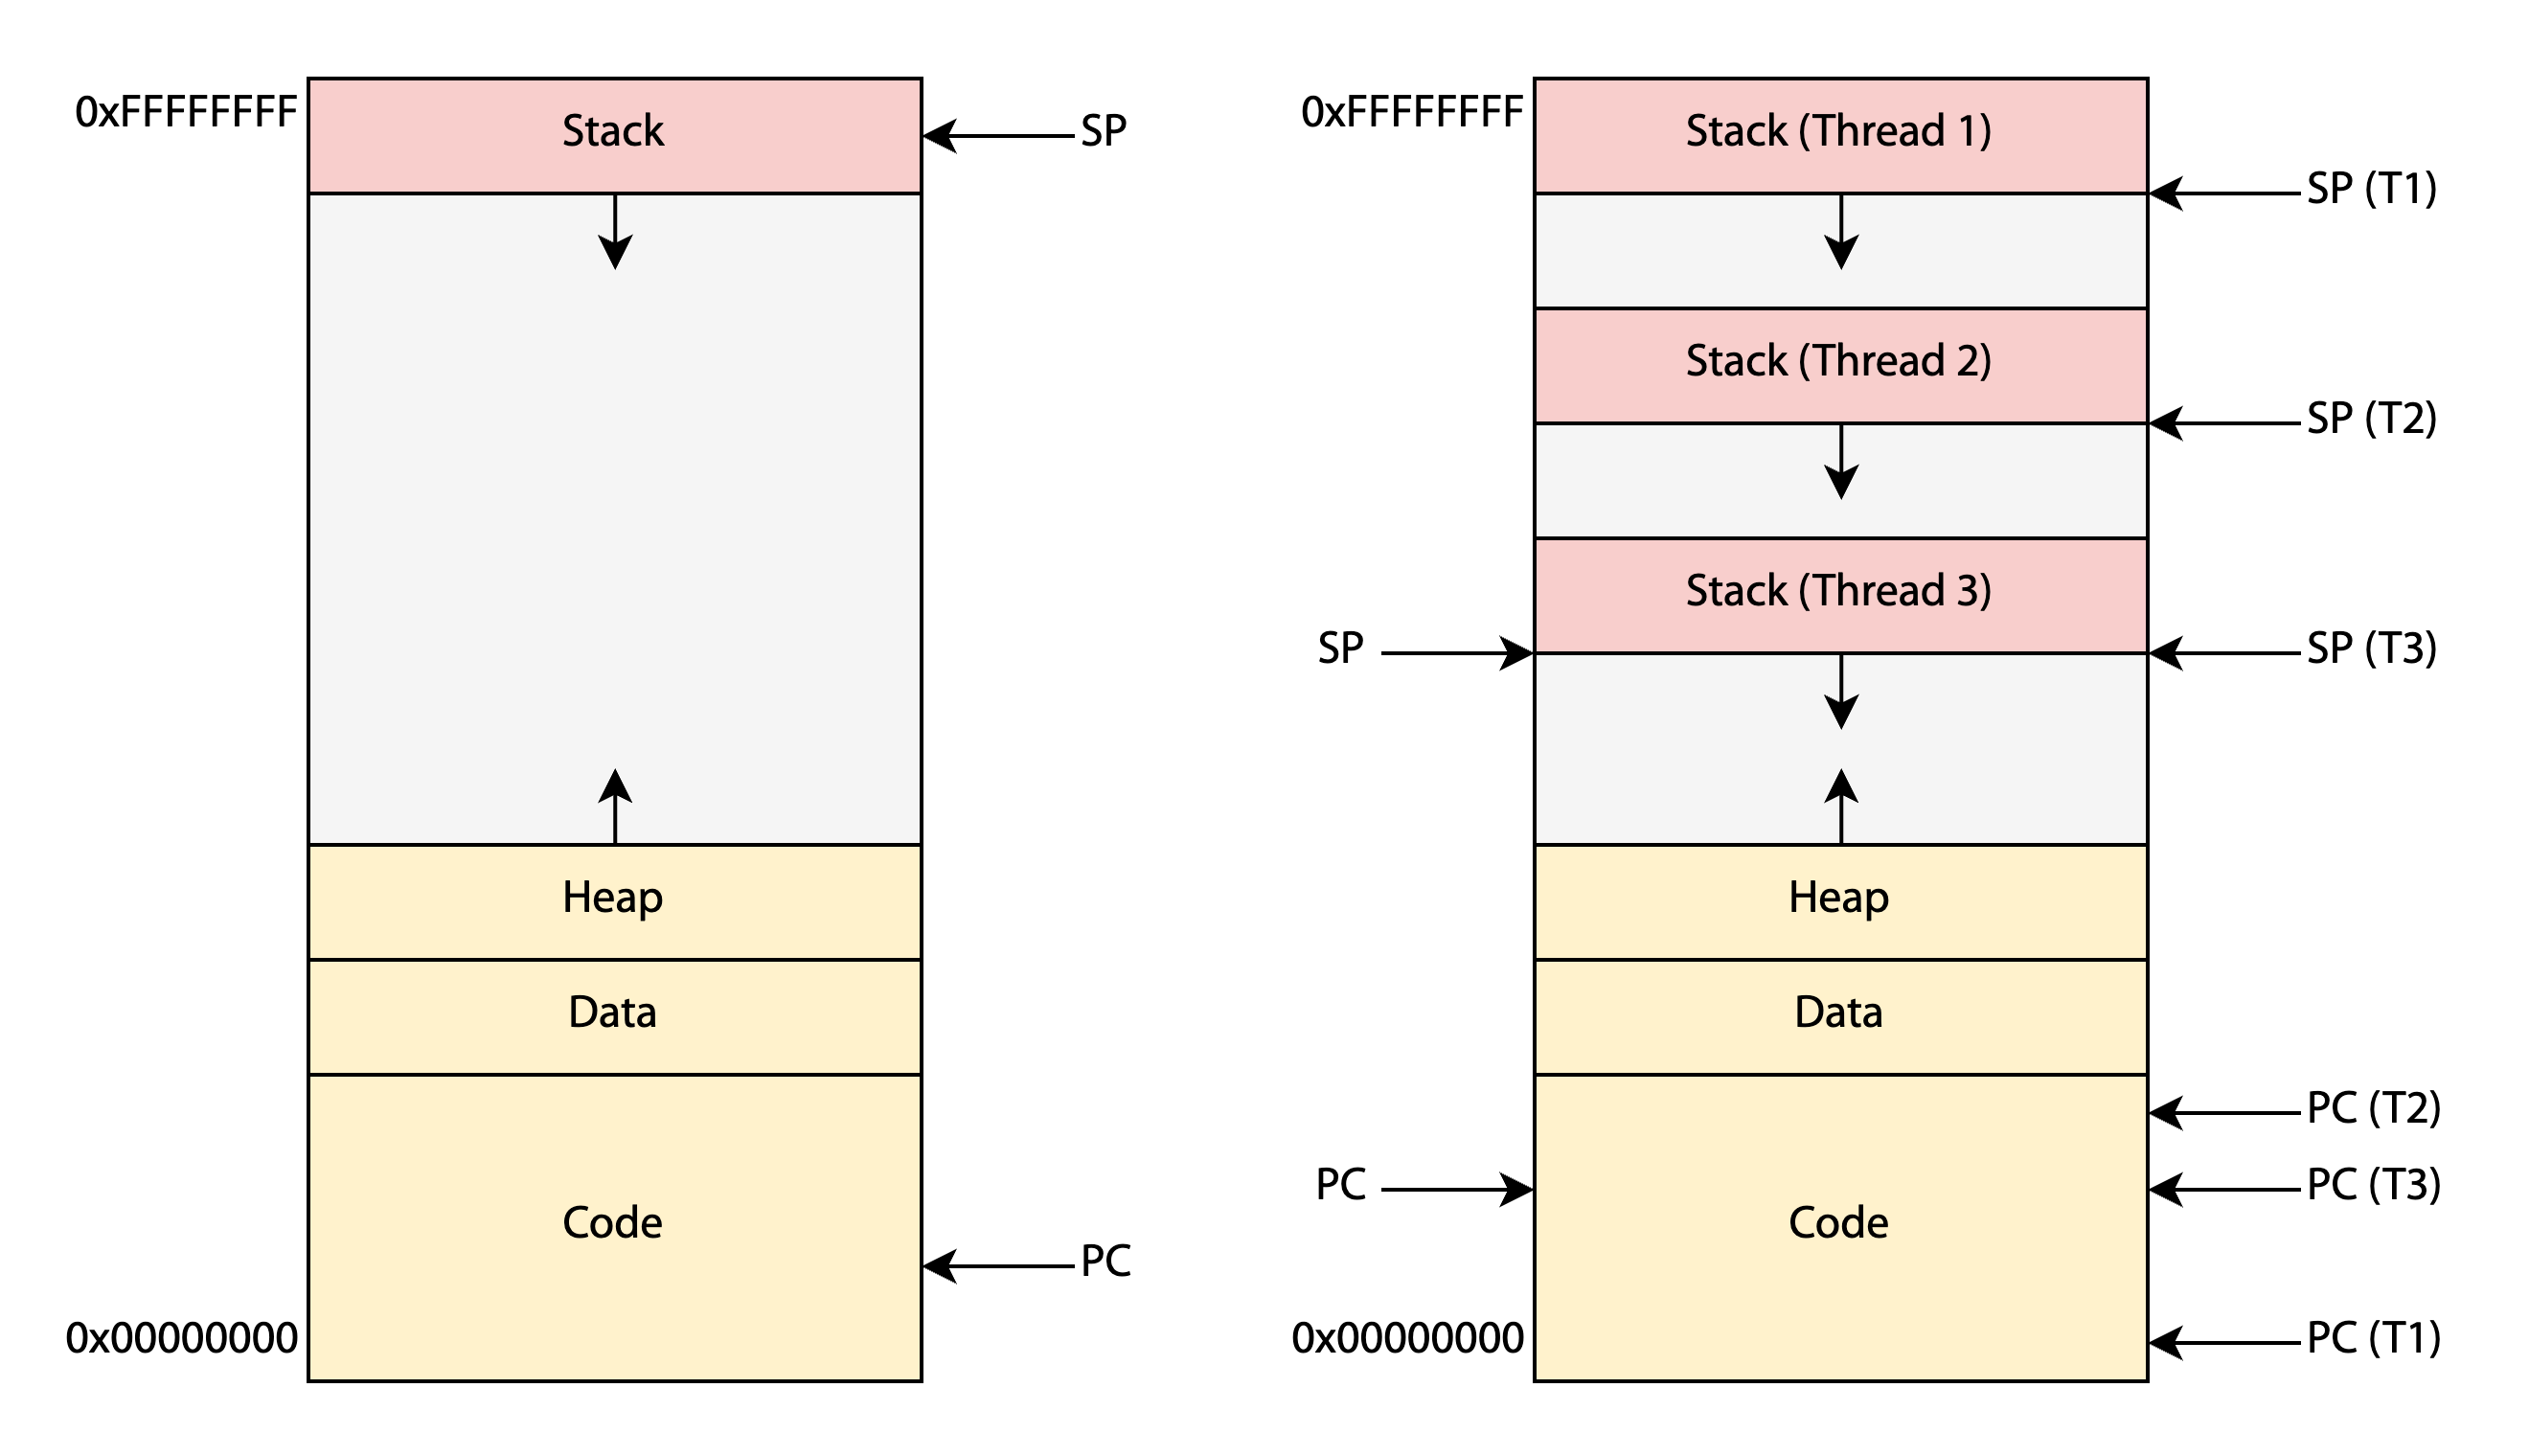 0xFFFFFFFF
Stack
SP
Heap
Data
Code
PC
0x00000000
0xFFFFFFFF
Stack (Thread 1)
SP (T1)
Stack (Thread 2)
SP (T2)
Stack (Thread 3)
SP
SP (T3)
Heap
Data
PC (T2)
PC
PC (T3)
Code
0x00000000
PC (T1)